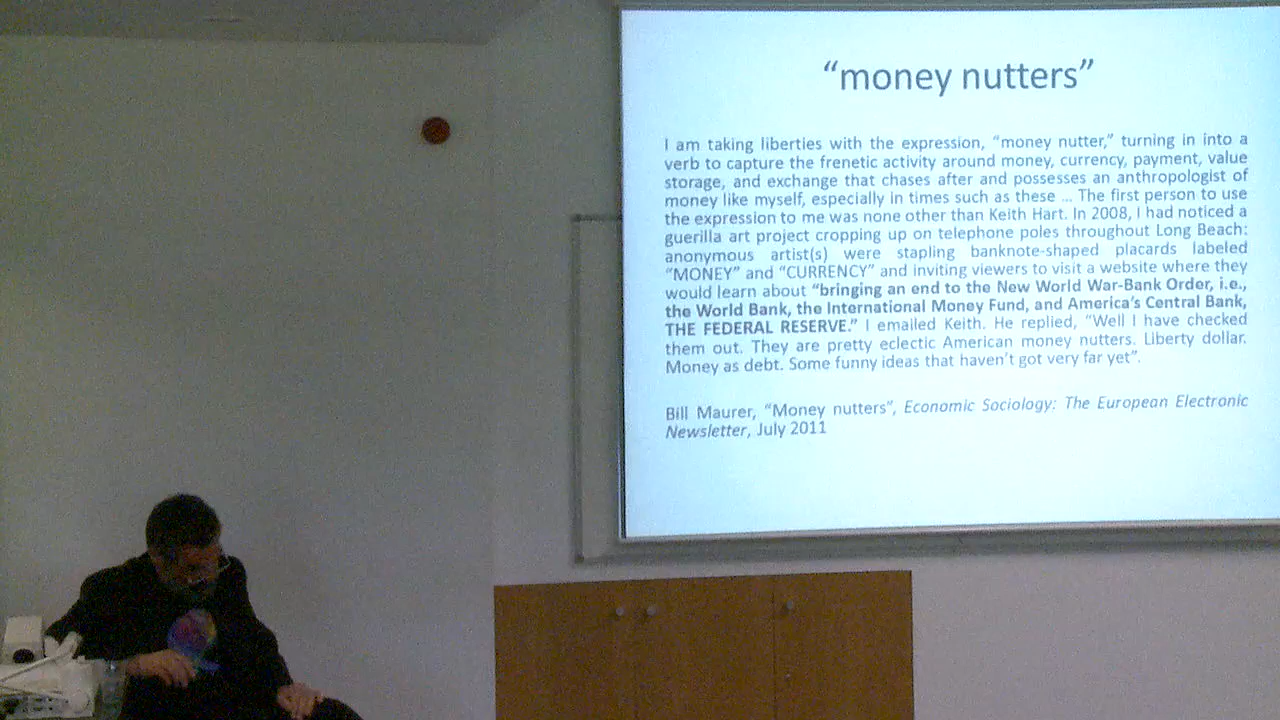 “money nutters”
I am taking liberties with the expression, “money nutter,” turning in into a
verb to capture the frenetic activity around money, currency, payment, value
storage, and exchange that chases after and possesses an anthropologist of
money like myself, especially in times such as these ... The first person to use
the expression to me was none other than Keith Hart. In 2008, I had noticed a
guerilla art project cropping up on telephone poles throughout Long Beach:
anonymous artist(s) were stapling banknote-shaped placards labeled
“MONEY” and “CURRENCY” and inviting viewers to visit a website where they
would learn about “bringing an end to the New World War-Bank Order, i.e.,
the World Bank, the International Money Fund, and America’s Central Bank,
THE FEDERAL RESERVE.” I emailed Keith. He replied, “Well I have checked
them out. They are pretty eclectic American money nutters. Liberty dollar.
Money as debt. Some funny ideas that haven’t got very far yet”.
Bill Maurer, “Money nutters”, Economic Sociology: The European Electronic
Newsletter, July 2011